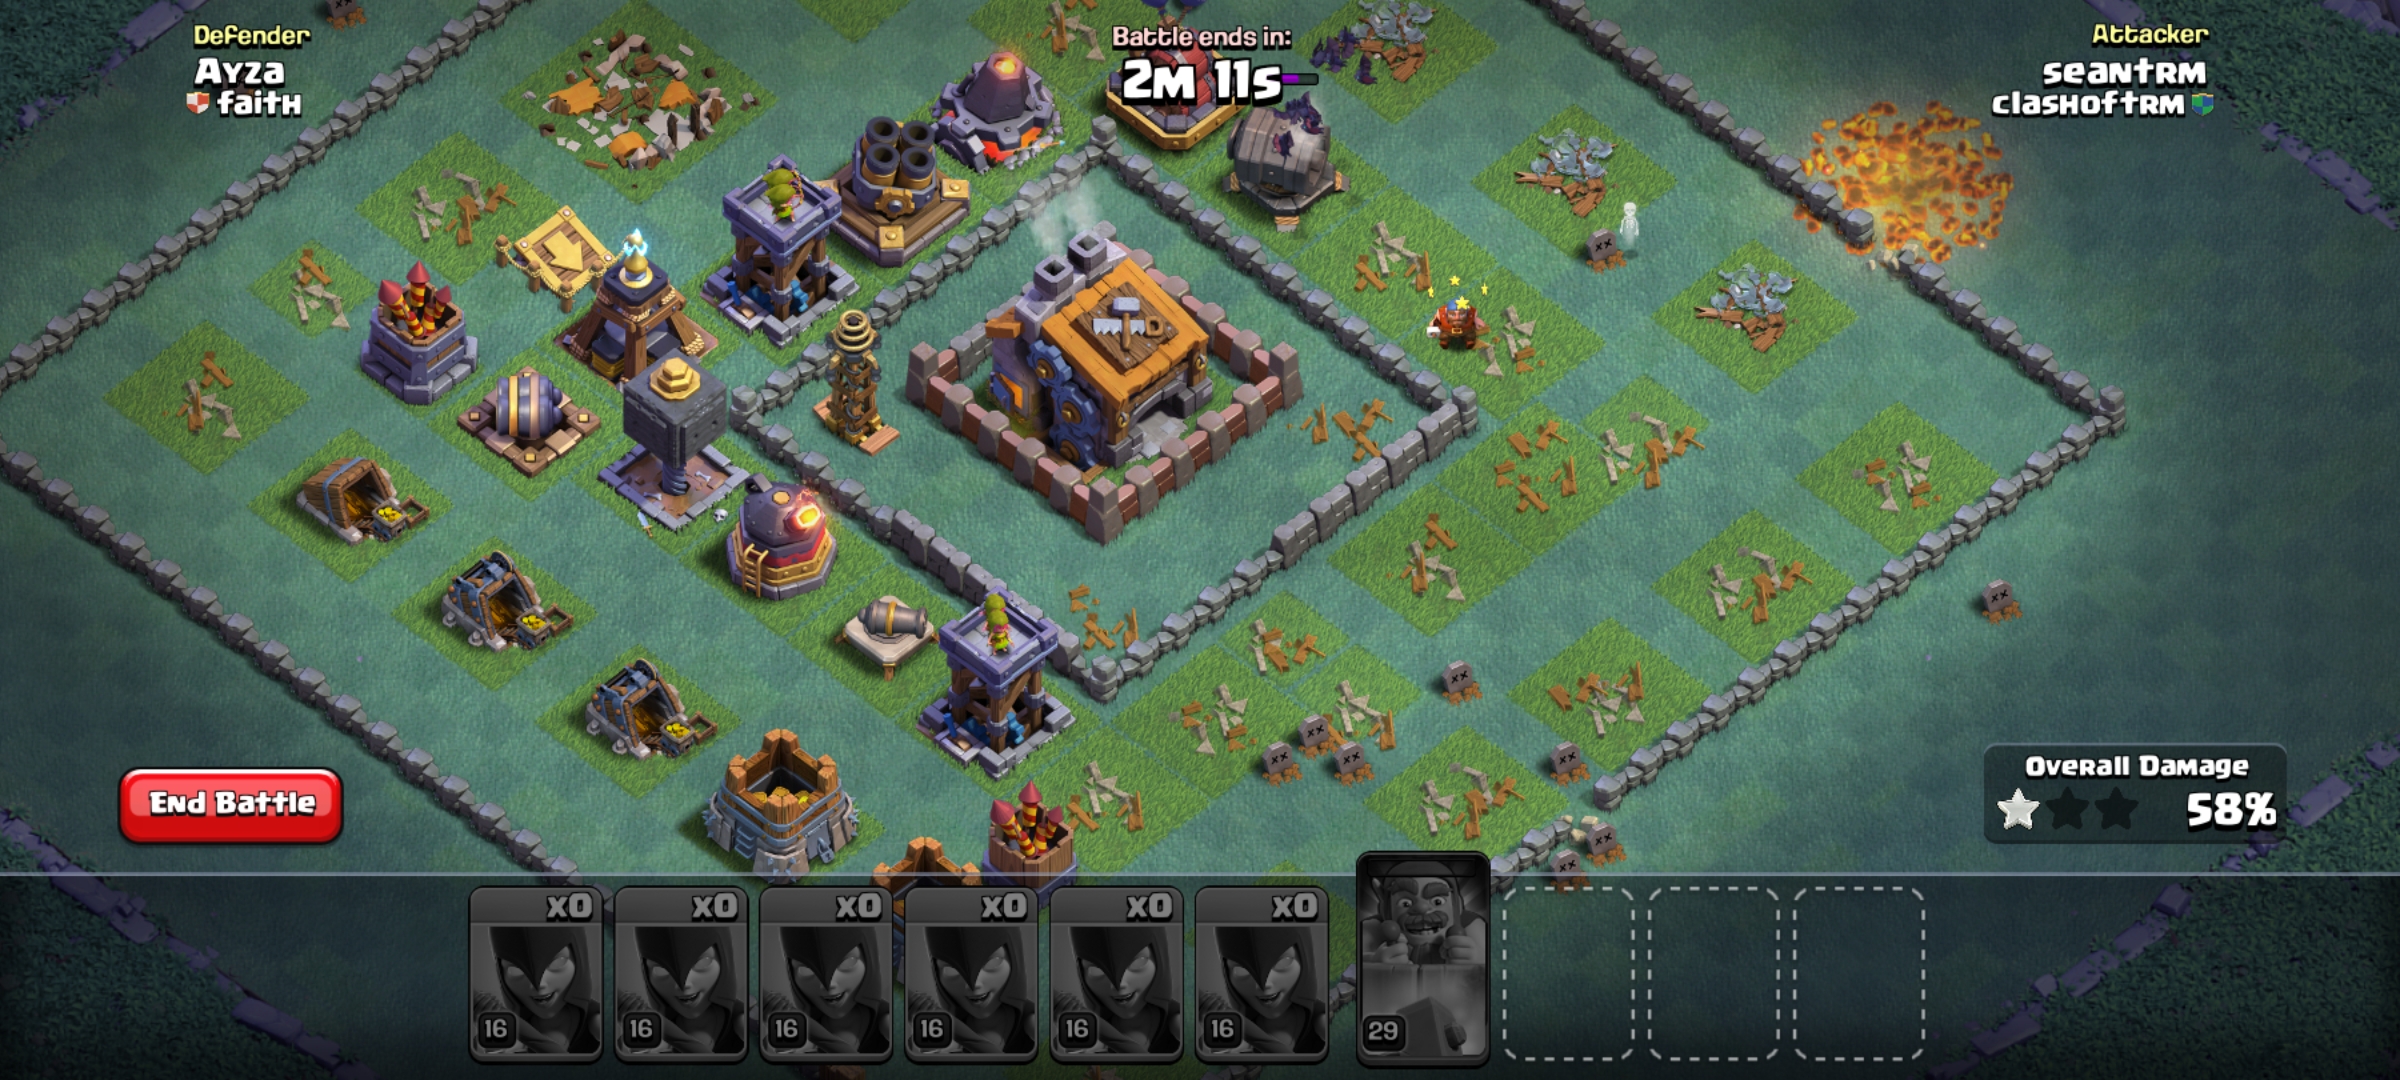 Defender
Ayza
faith
Battle ends in:
2M 11s
Attacker
seantRM
clashoftRM
End Battle
Overall Damage
58%
x0 x0 x0 x0 x0 x0
16 16 16 16 16 16 29